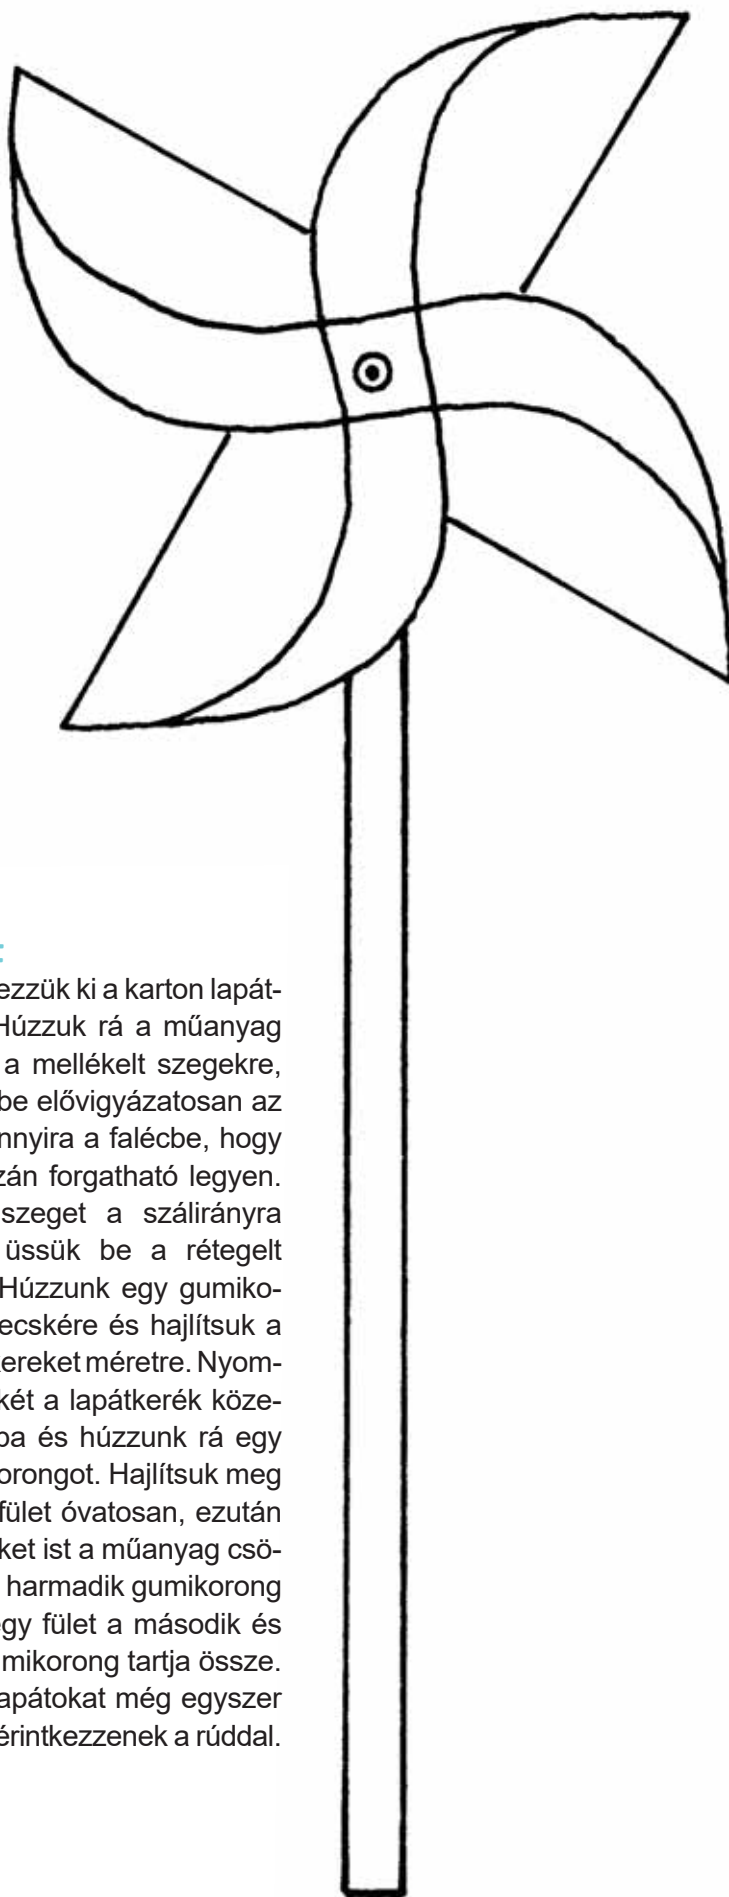 :
ezzük ki a karton lapát-
Húzzuk rá a műanyag
a mellékelt szegekre,
be elővigyázatosan az
nnyira a falécbe, hogy
zán forgatható legyen.
szeget a szálirányra
üssük be a rétegelt
Húzzunk egy gumiko-
ecskére és hajlítsuk a
kereket méretre. Nyom-
két a lapátkerék köze-
ba és húzzunk rá egy
orongot. Hajlítsuk meg
fület óvatosan, ezután
ket ist a műanyag csö-
harmadik gumikorong
egy fület a második és
mikorong tartja össze.
apátokat még egyszer
érintkezzenek a rúddal.